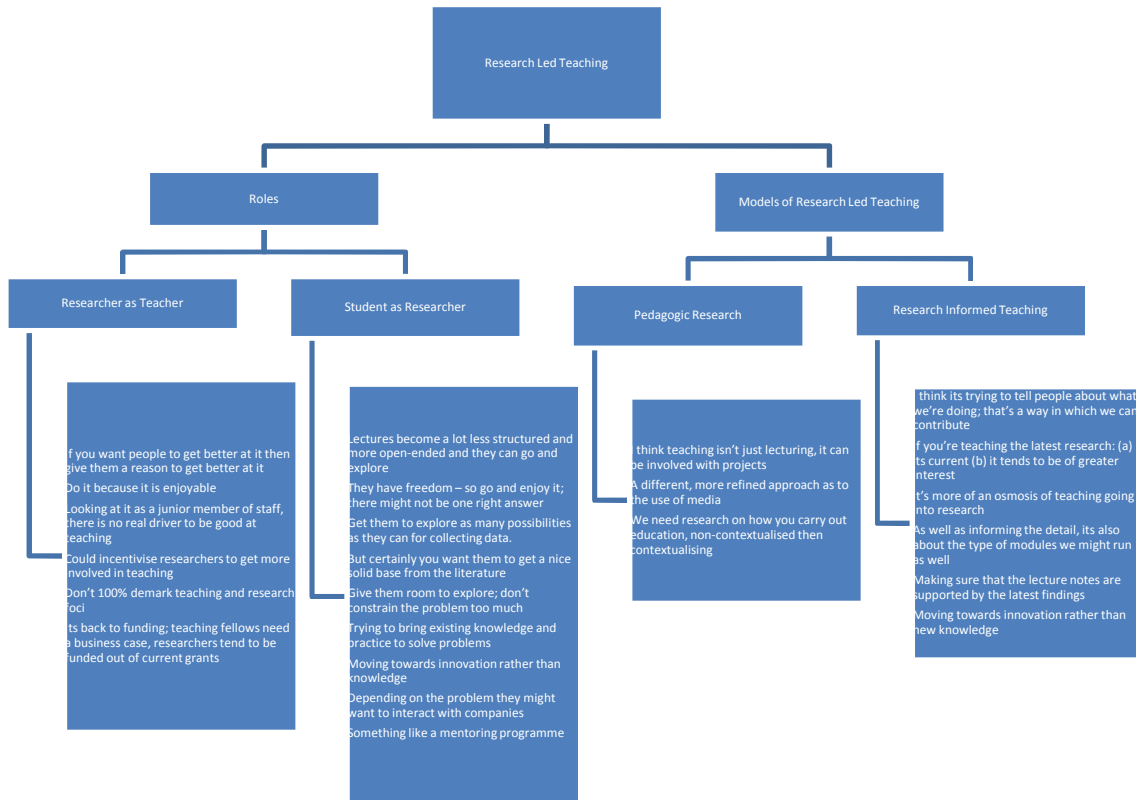 Research Led Teaching
Roles
Models of Research Led Teaching
Researcher as Teacher
Student as Researcher
Pedagogic Research
Research Informed Teaching
If you want people to get better at it then
give them a reason to get better at it
Do it because it is enjoyable
Looking at it as a junior member of staff,
there is no real driver to be good at
teaching
Could incentivise researchers to get more
involved in teaching
Don't 100% demark teaching and research
foci
Its back to funding; teaching fellows need
a business case, researchers tend to be
funded out of current grants
Lectures become a lot less structured and
more open-ended and they can go and
explore
They have freedom – so go and enjoy it;
there might not be one right answer
Get them to explore as many possibilities
as they can for collecting data.
But certainly you want them to get a nice
solid base from the literature
Give them room to explore; don't
constrain the problem too much
Trying to bring existing knowledge and
practice to solve problems
Moving towards innovation rather than
knowledge
Depending on the problem they might
want to interact with companies
Something like a mentoring programme
I think teaching isn't just lecturing, it can
be involved with projects
A different, more refined approach as to
the use of media
We need research on how you carry out
education, non-contextualised then
contextualising
I think its trying to tell people about what
we're doing; that's a way in which we can
contribute
If you're teaching the latest research: (a)
its current (b) it tends to be of greater
interest
It's more of an osmosis of teaching going
into research
As well as informing the detail, its also
about the type of modules we might run
as well
Making sure that the lecture notes are
supported by the latest findings
Moving towards innovation rather than
new knowledge